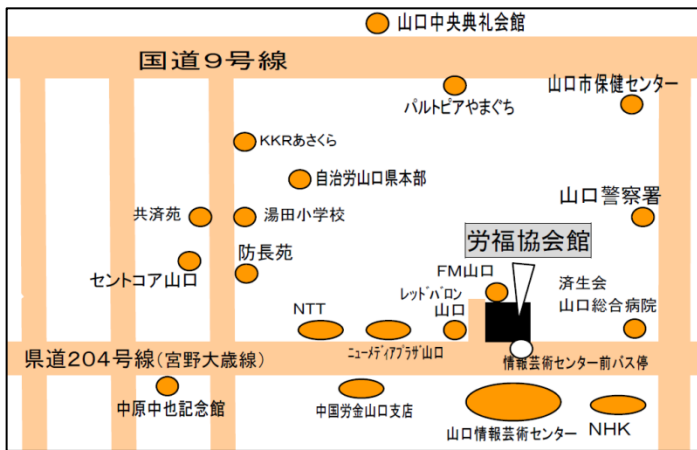 山口中央典礼会館
国道9号線
パルトピアやまぐち
山口市保健センター
KKRあさくら
自治労山口県本部
共済苑
湯田小学校
山口警察署
労福協会館
防長苑
セントコア山口
FM山口
レッドバロン
山口
済生会
山口総合病院
NTT
ニューメディアプラザ山口
情報芸術センター前バス停
県道204号線(宮野大歳線)
中原中也記念館
中国労金山口支店
山口情報芸術センター
NHK